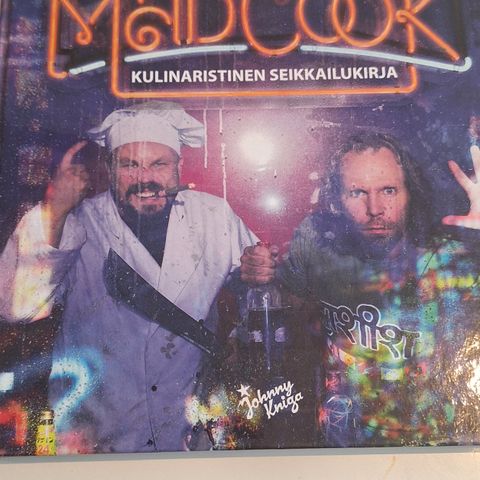 MADCOOK
KULINARISTINEN SEIKKAILUKIRJA
Johnny
Kniga